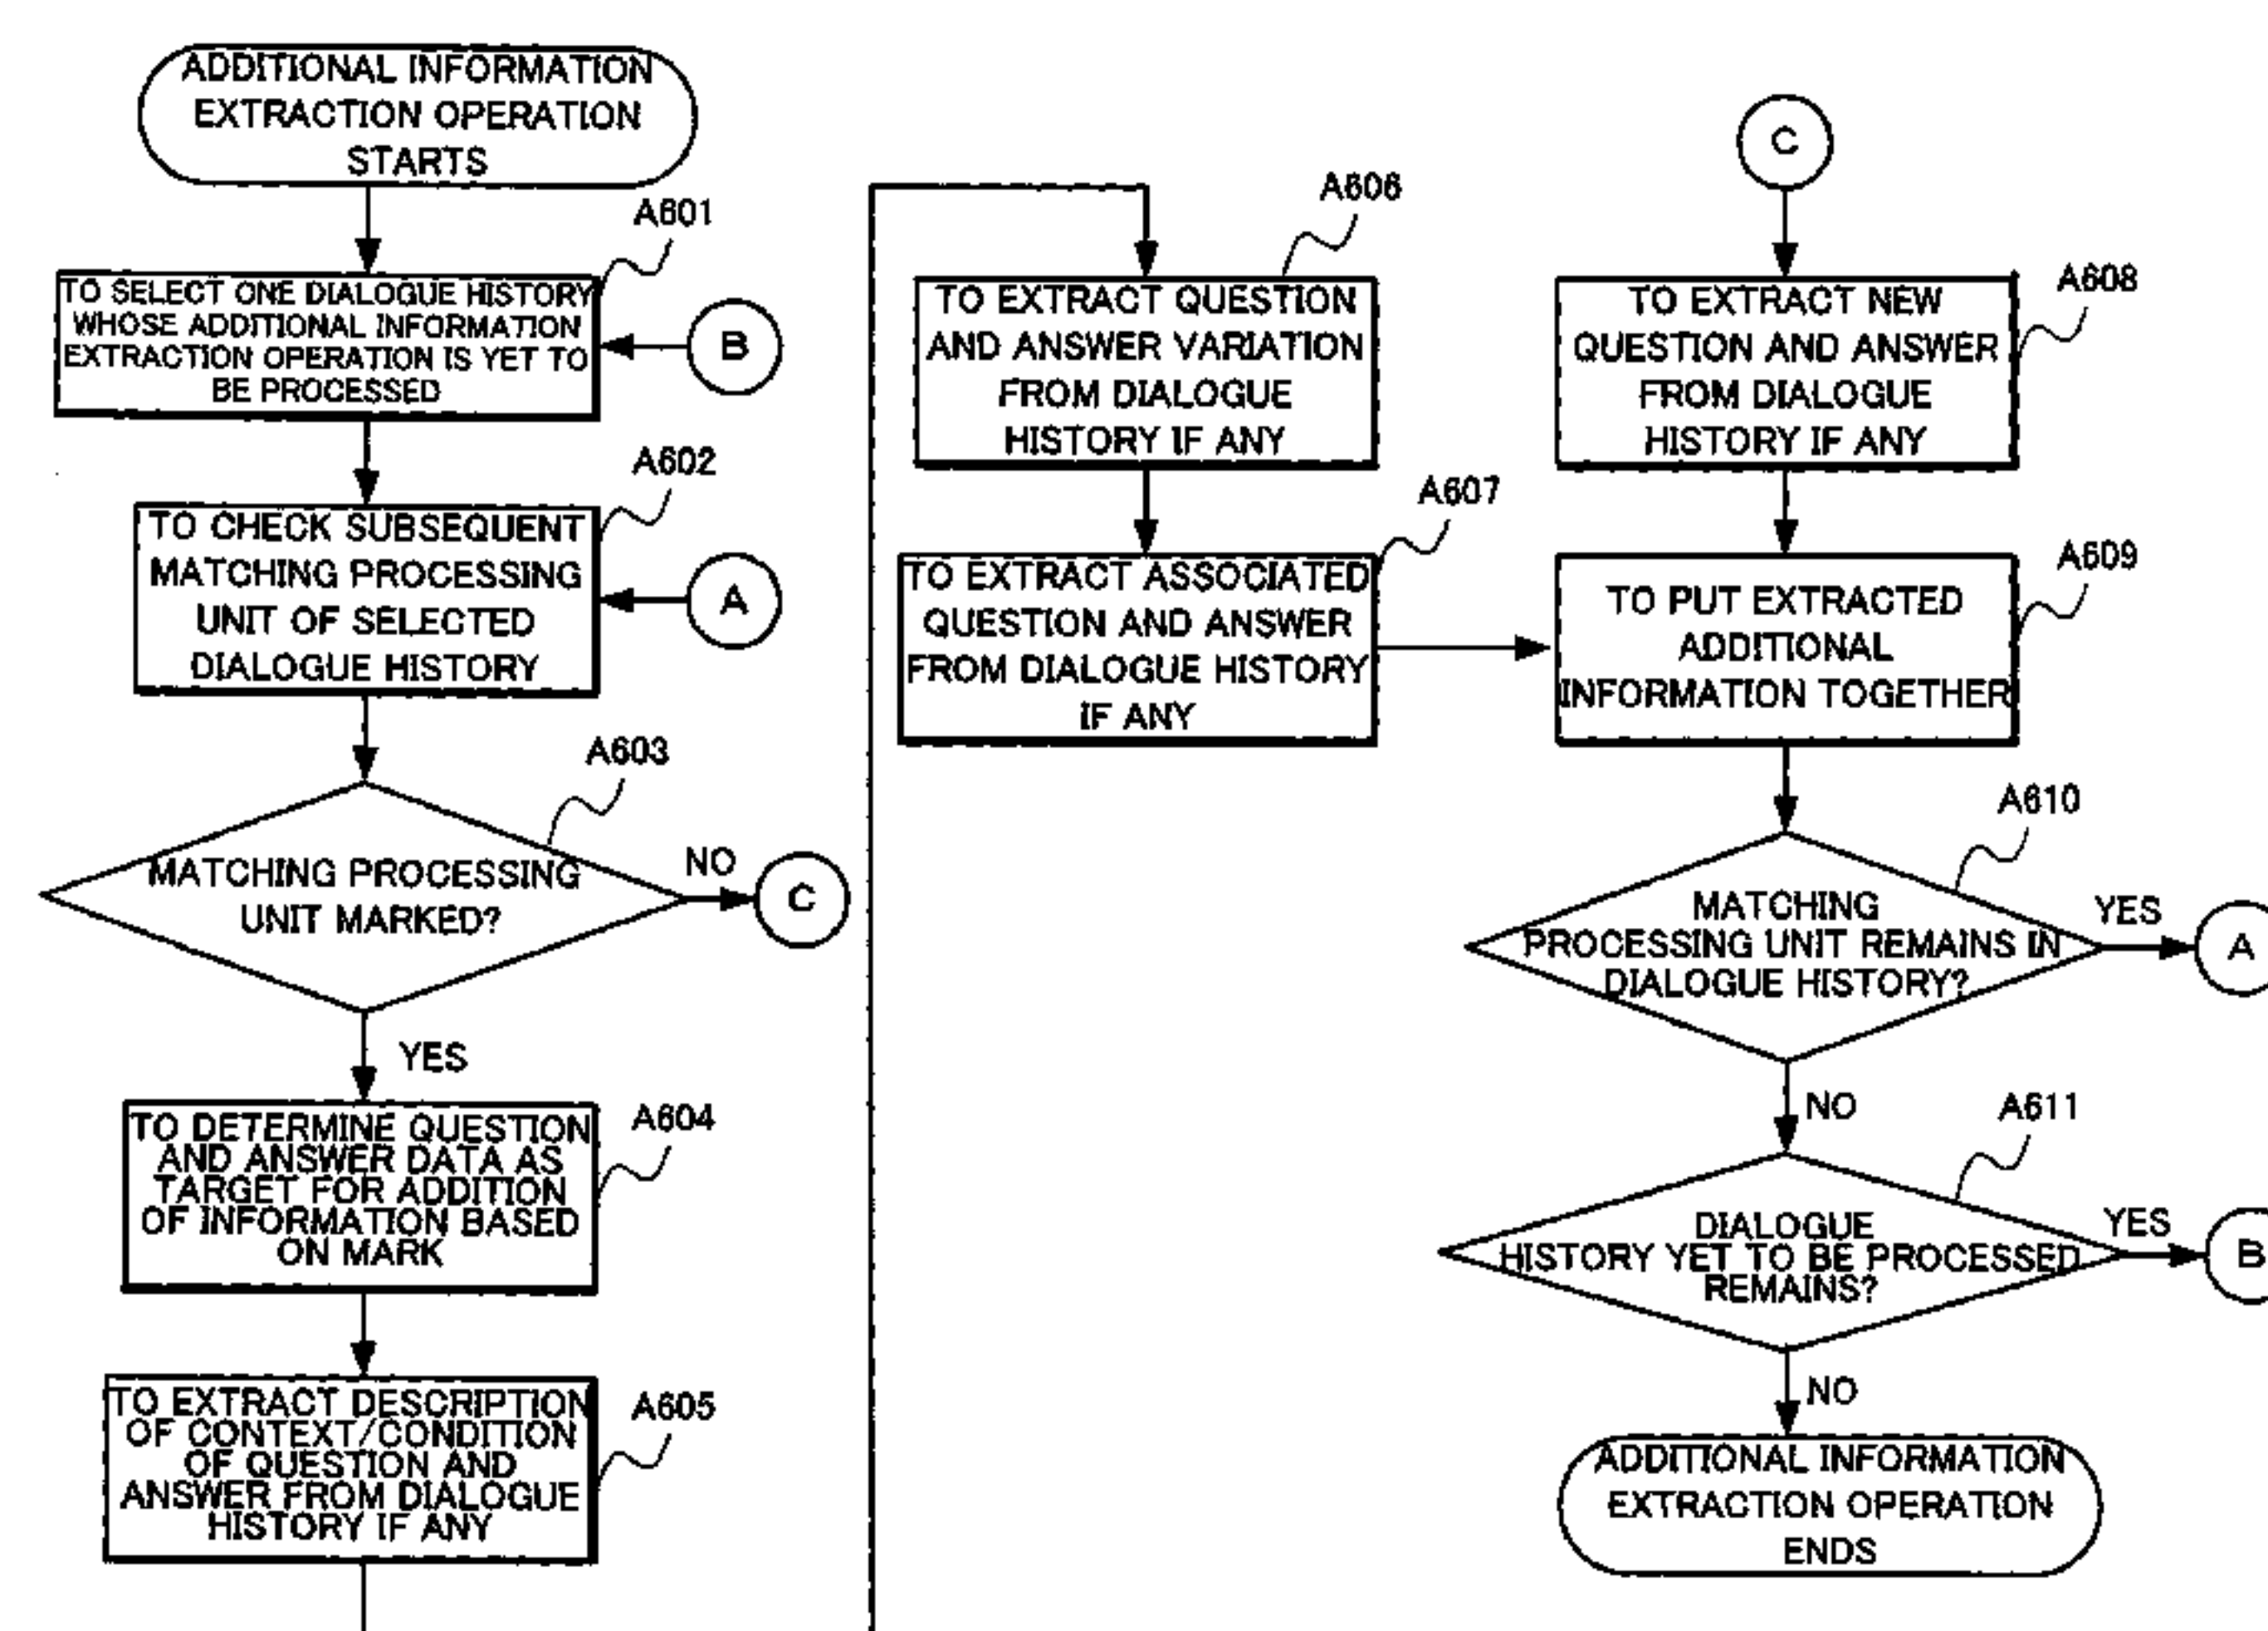 ADDITIONAL INFORMATION
EXTRACTION OPERATION
STARTS
A601
TO SELECT ONE DIALOGUE HISTORY
WHOSE ADDITIONAL INFORMATION
EXTRACTION OPERATION IS YET TO
BE PROCESSED
B
A602
TO CHECK SUBSEQUENT
MATCHING PROCESSING
UNIT OF SELECTED
DIALOGUE HISTORY
A
A603
MATCHING PROCESSING
UNIT MARKED?
NO
C
YES
A604
TO DETERMINE QUESTION
AND ANSWER DATA AS
TARGET FOR ADDITION
OF INFORMATION BASED
ON MARK
A605
TO EXTRACT DESCRIPTION
OF CONTEXT/CONDITION
OF QUESTION AND
ANSWER FROM DIALOGUE
HISTORY IF ANY
A606
TO EXTRACT QUESTION
AND ANSWER VARIATION
FROM DIALOGUE
HISTORY IF ANY
A607
TO EXTRACT ASSOCIATED
QUESTION AND ANSWER
FROM DIALOGUE HISTORY
IF ANY
C
A608
TO EXTRACT NEW
QUESTION AND ANSWER
FROM DIALOGUE
HISTORY IF ANY
A609
TO PUT EXTRACTED
ADDITIONAL
INFORMATION TOGETHER
A610
MATCHING
PROCESSING UNIT REMAINS IN
DIALOGUE HISTORY?
YES
A
NO
A611
DIALOGUE
HISTORY YET TO BE PROCESSED
REMAINS?
YES
B
NO
ADDITIONAL INFORMATION
EXTRACTION OPERATION
ENDS